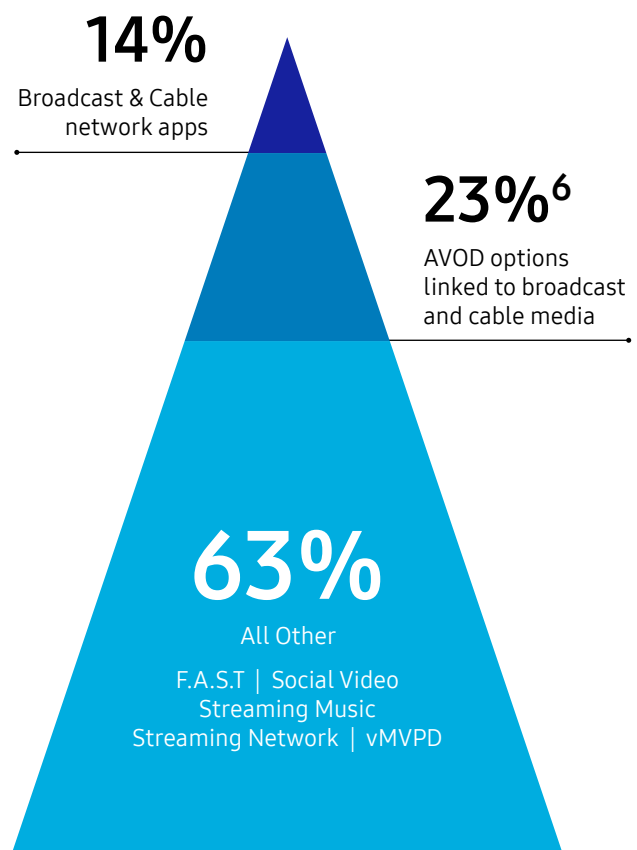 14%
Broadcast & Cable
network apps
23%⁶
AVOD options
linked to broadcast
and cable media
63%
All Other
F.A.S.T | Social Video
Streaming Music
Streaming Network | vMVPD